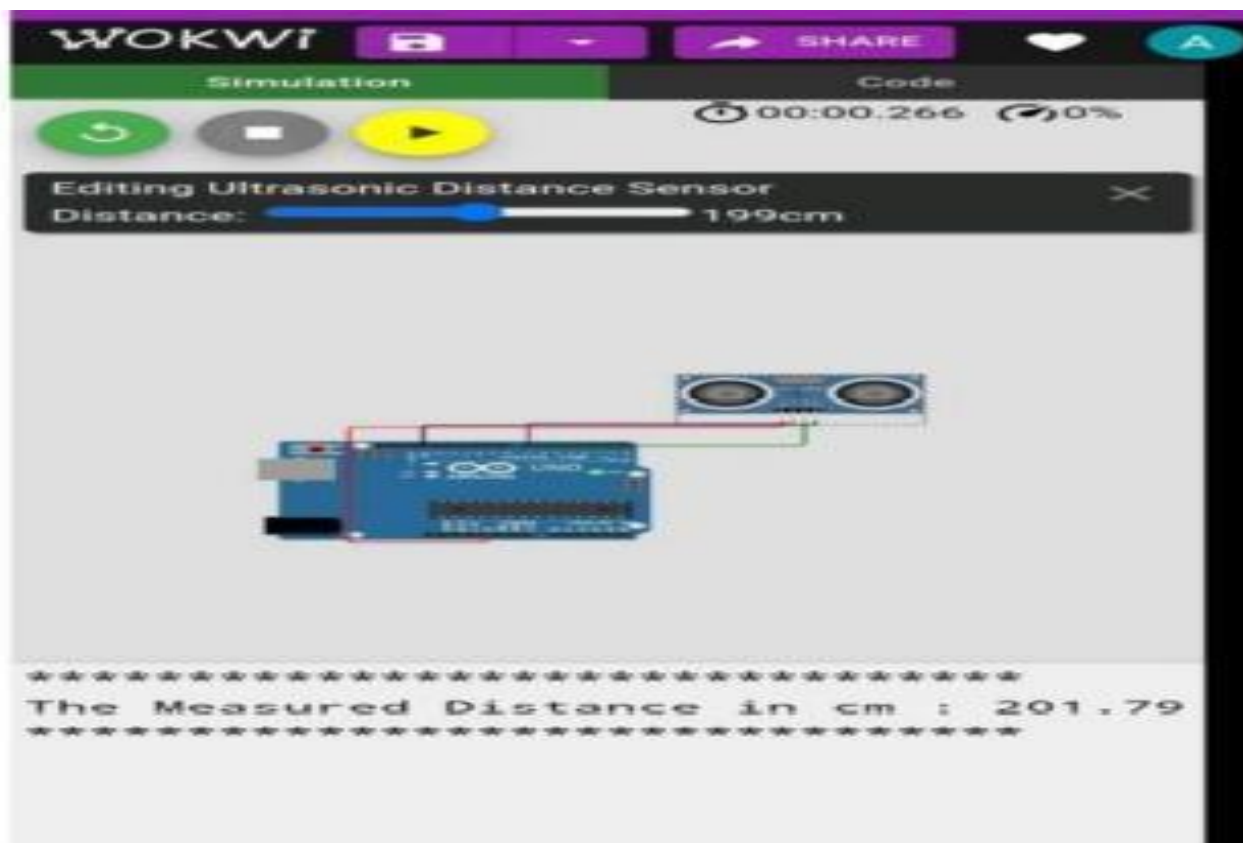 WOKWI SHARE A
Simulation Code
00:00.266 0%
Editing Ultrasonic Distance Sensor
Distance: 199cm
UNO
*******************************
The Measured Distance in cm : 201.79
*******************************